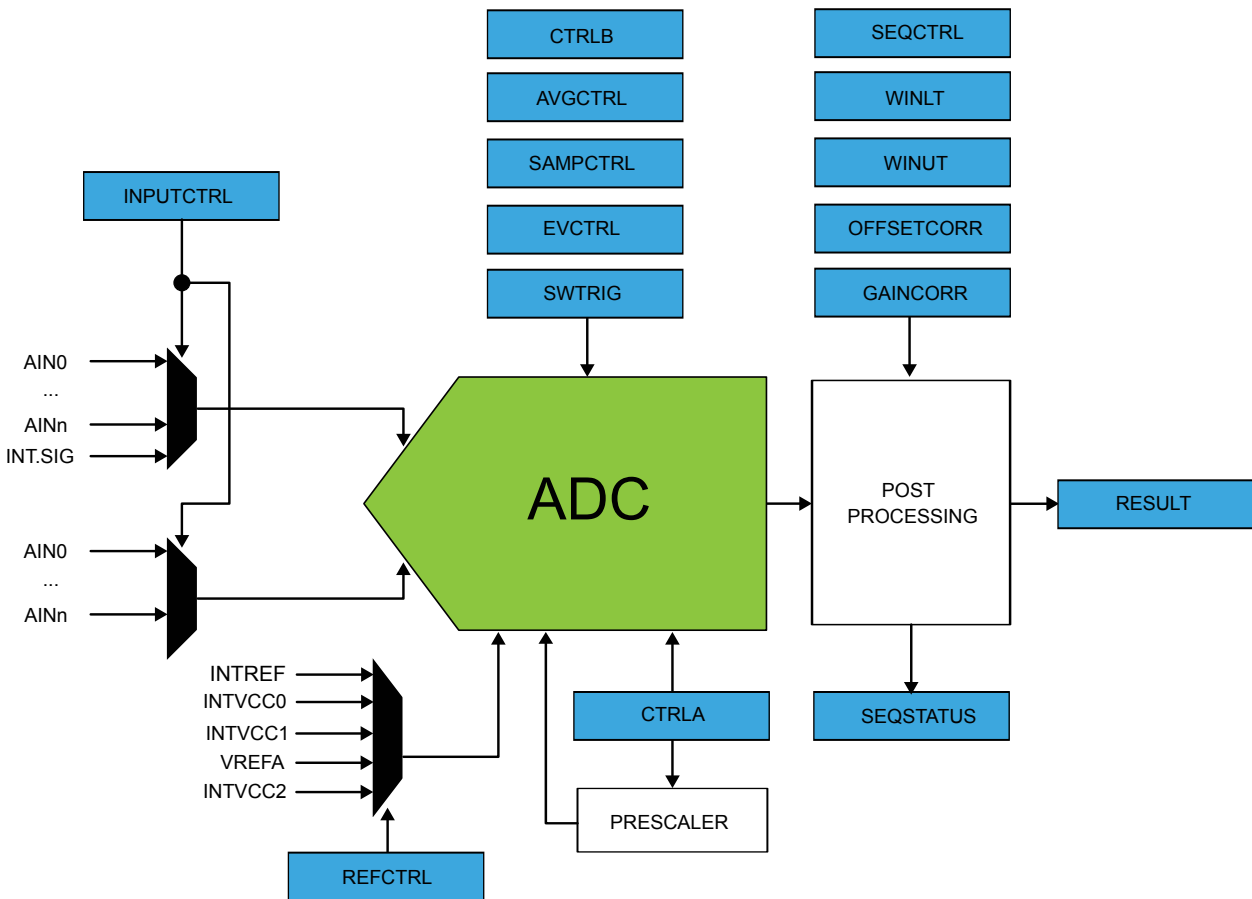 CTRLB
SEQCTRL
AVGCTRL
WINLT
SAMPCTRL
WINUT
INPUTCTRL
EVCTRL
OFFSETCORR
SWTRIG
GAINCORR
AIN0
...
AINn
INT.SIG
ADC
POST
PROCESSING
RESULT
AIN0
...
AINn
INTREF
INTVCC0
INTVCC1
VREFA
INTVCC2
CTRLA
SEQSTATUS
PRESCALER
REFCTRL